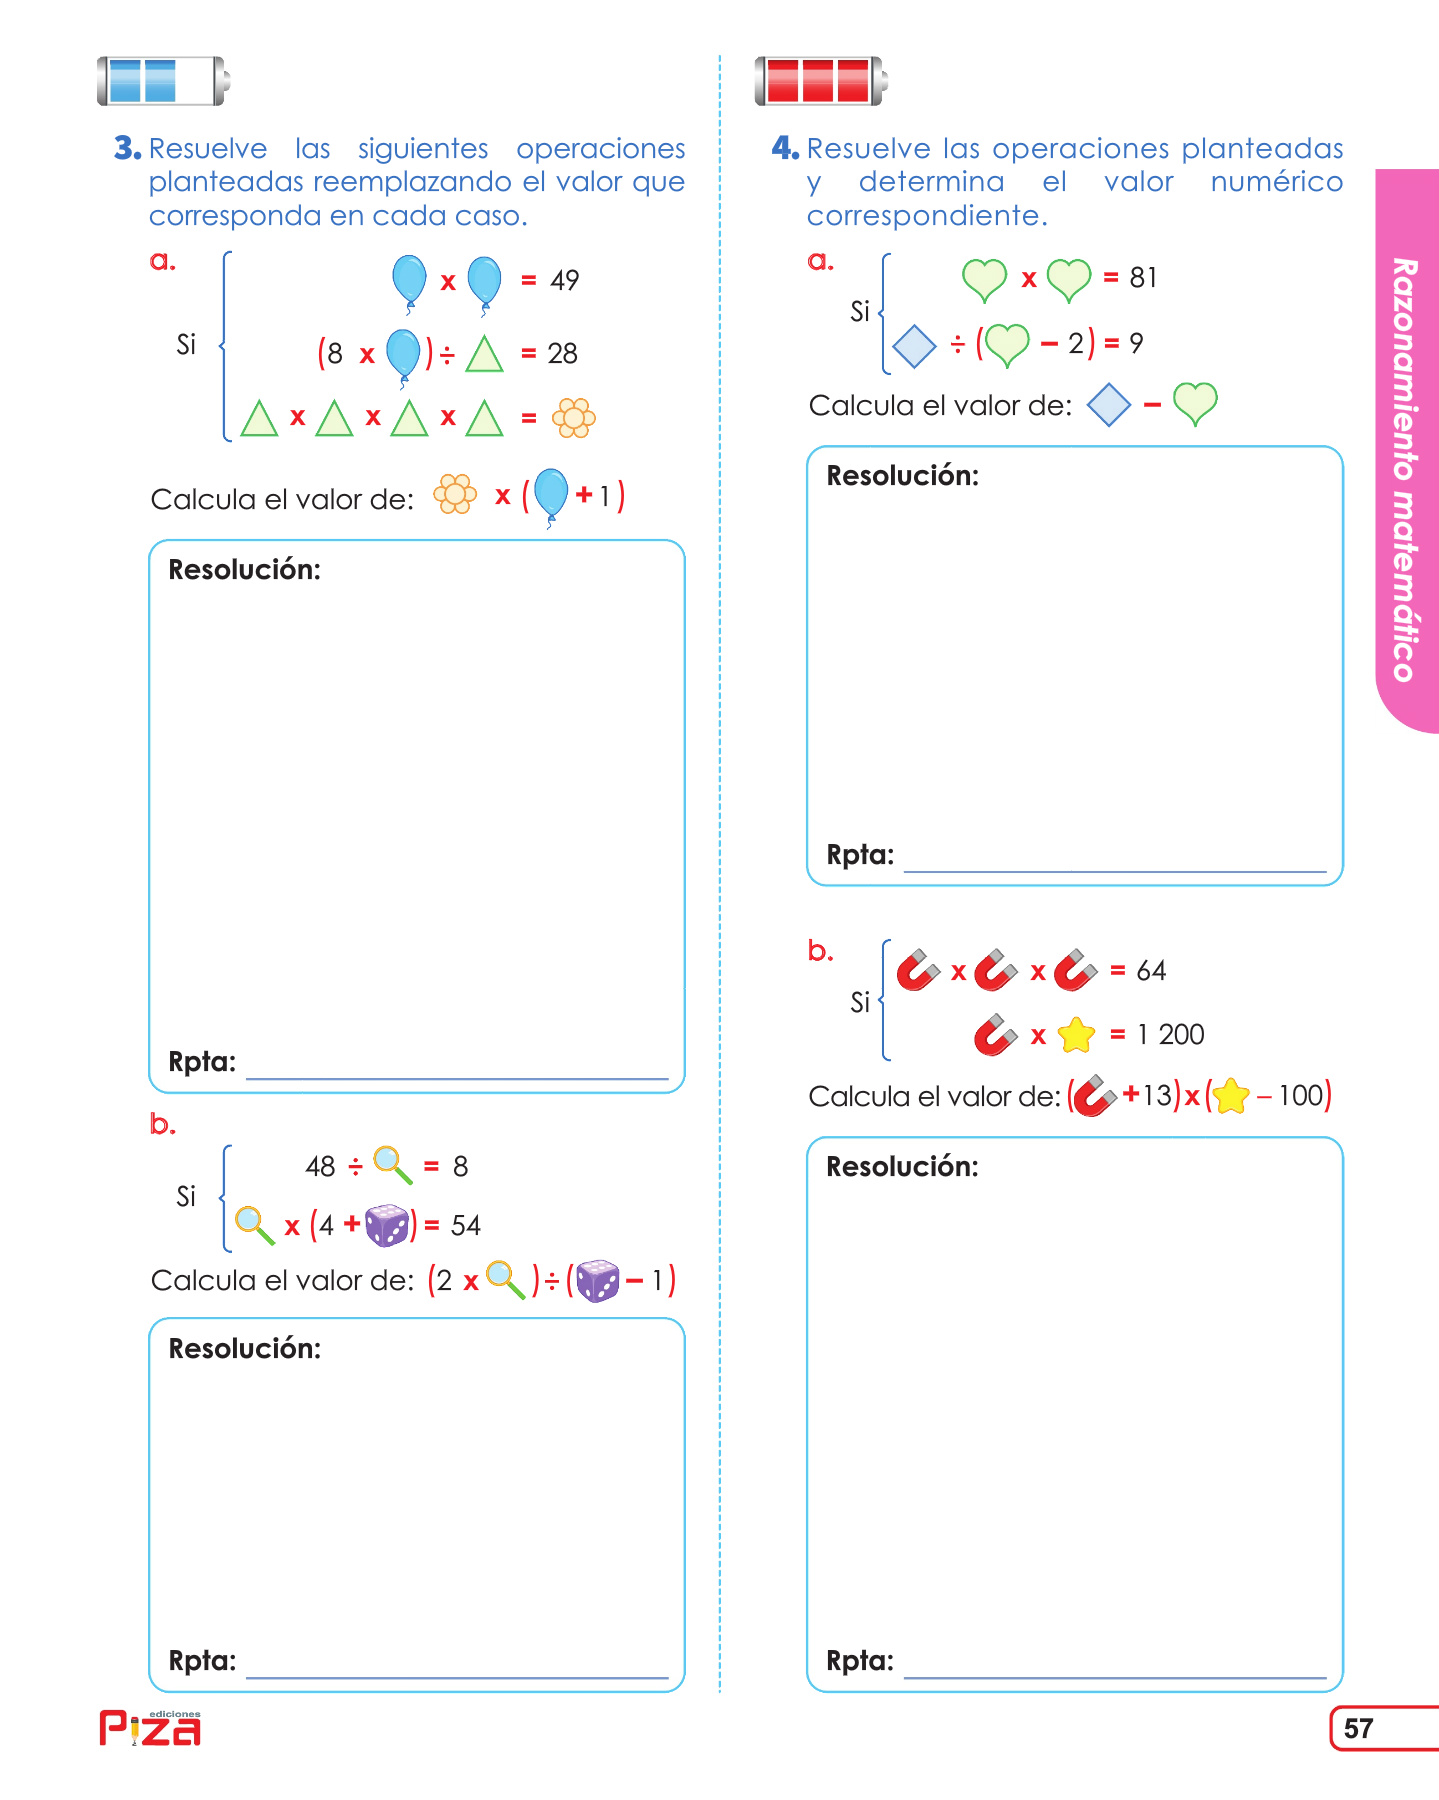 3. Resuelve las siguientes operaciones
planteadas reemplazando el valor que
corresponda en cada caso.
a.
Si
x = 49
(8 x ) ÷ = 28
x x x =
Calcula el valor de: x ( + 1 )
Resolución:
Rpta:
b.
Si
48 ÷ = 8
x (4 + ) = 54
Calcula el valor de: (2 x ) ÷ ( − 1 )
Resolución:
Rpta:
ediciones
Piza
4. Resuelve las operaciones planteadas
y determina el valor numérico
correspondiente.
a.
Si
x = 81
÷ ( − 2 ) = 9
Calcula el valor de: −
Resolución:
Rpta:
b.
Si
x x = 64
x = 1 200
Calcula el valor de: ( +13) x ( − 100)
Resolución:
Rpta:
Razonamiento matemático
57